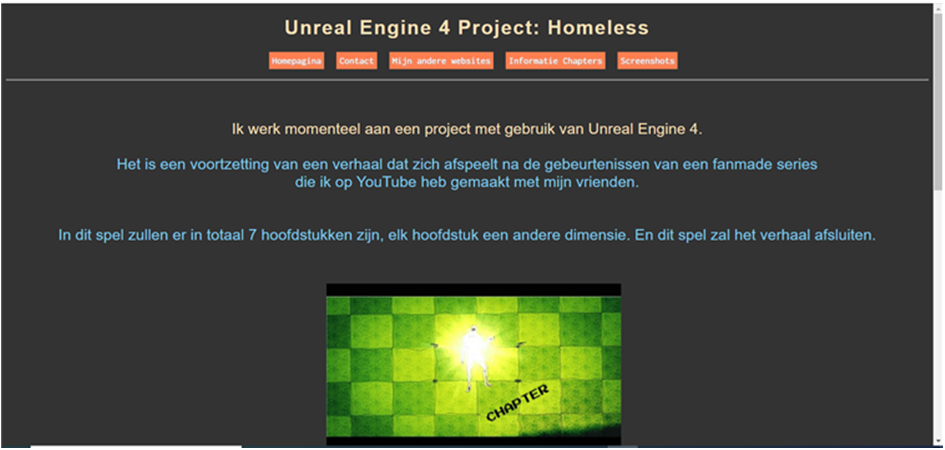 Unreal Engine 4 Project: Homeless
Homepagina Contact Mijn andere websites Informatie Chapters Screenshots
Ik werk momenteel aan een project met gebruik van Unreal Engine 4.
Het is een voortzetting van een verhaal dat zich afspeelt na de gebeurtenissen van een fanmade series
die ik op YouTube heb gemaakt met mijn vrienden.
In dit spel zullen er in totaal 7 hoofdstukken zijn, elk hoofdstuk een andere dimensie. En dit spel zal het verhaal afsluiten.
CHAPTER